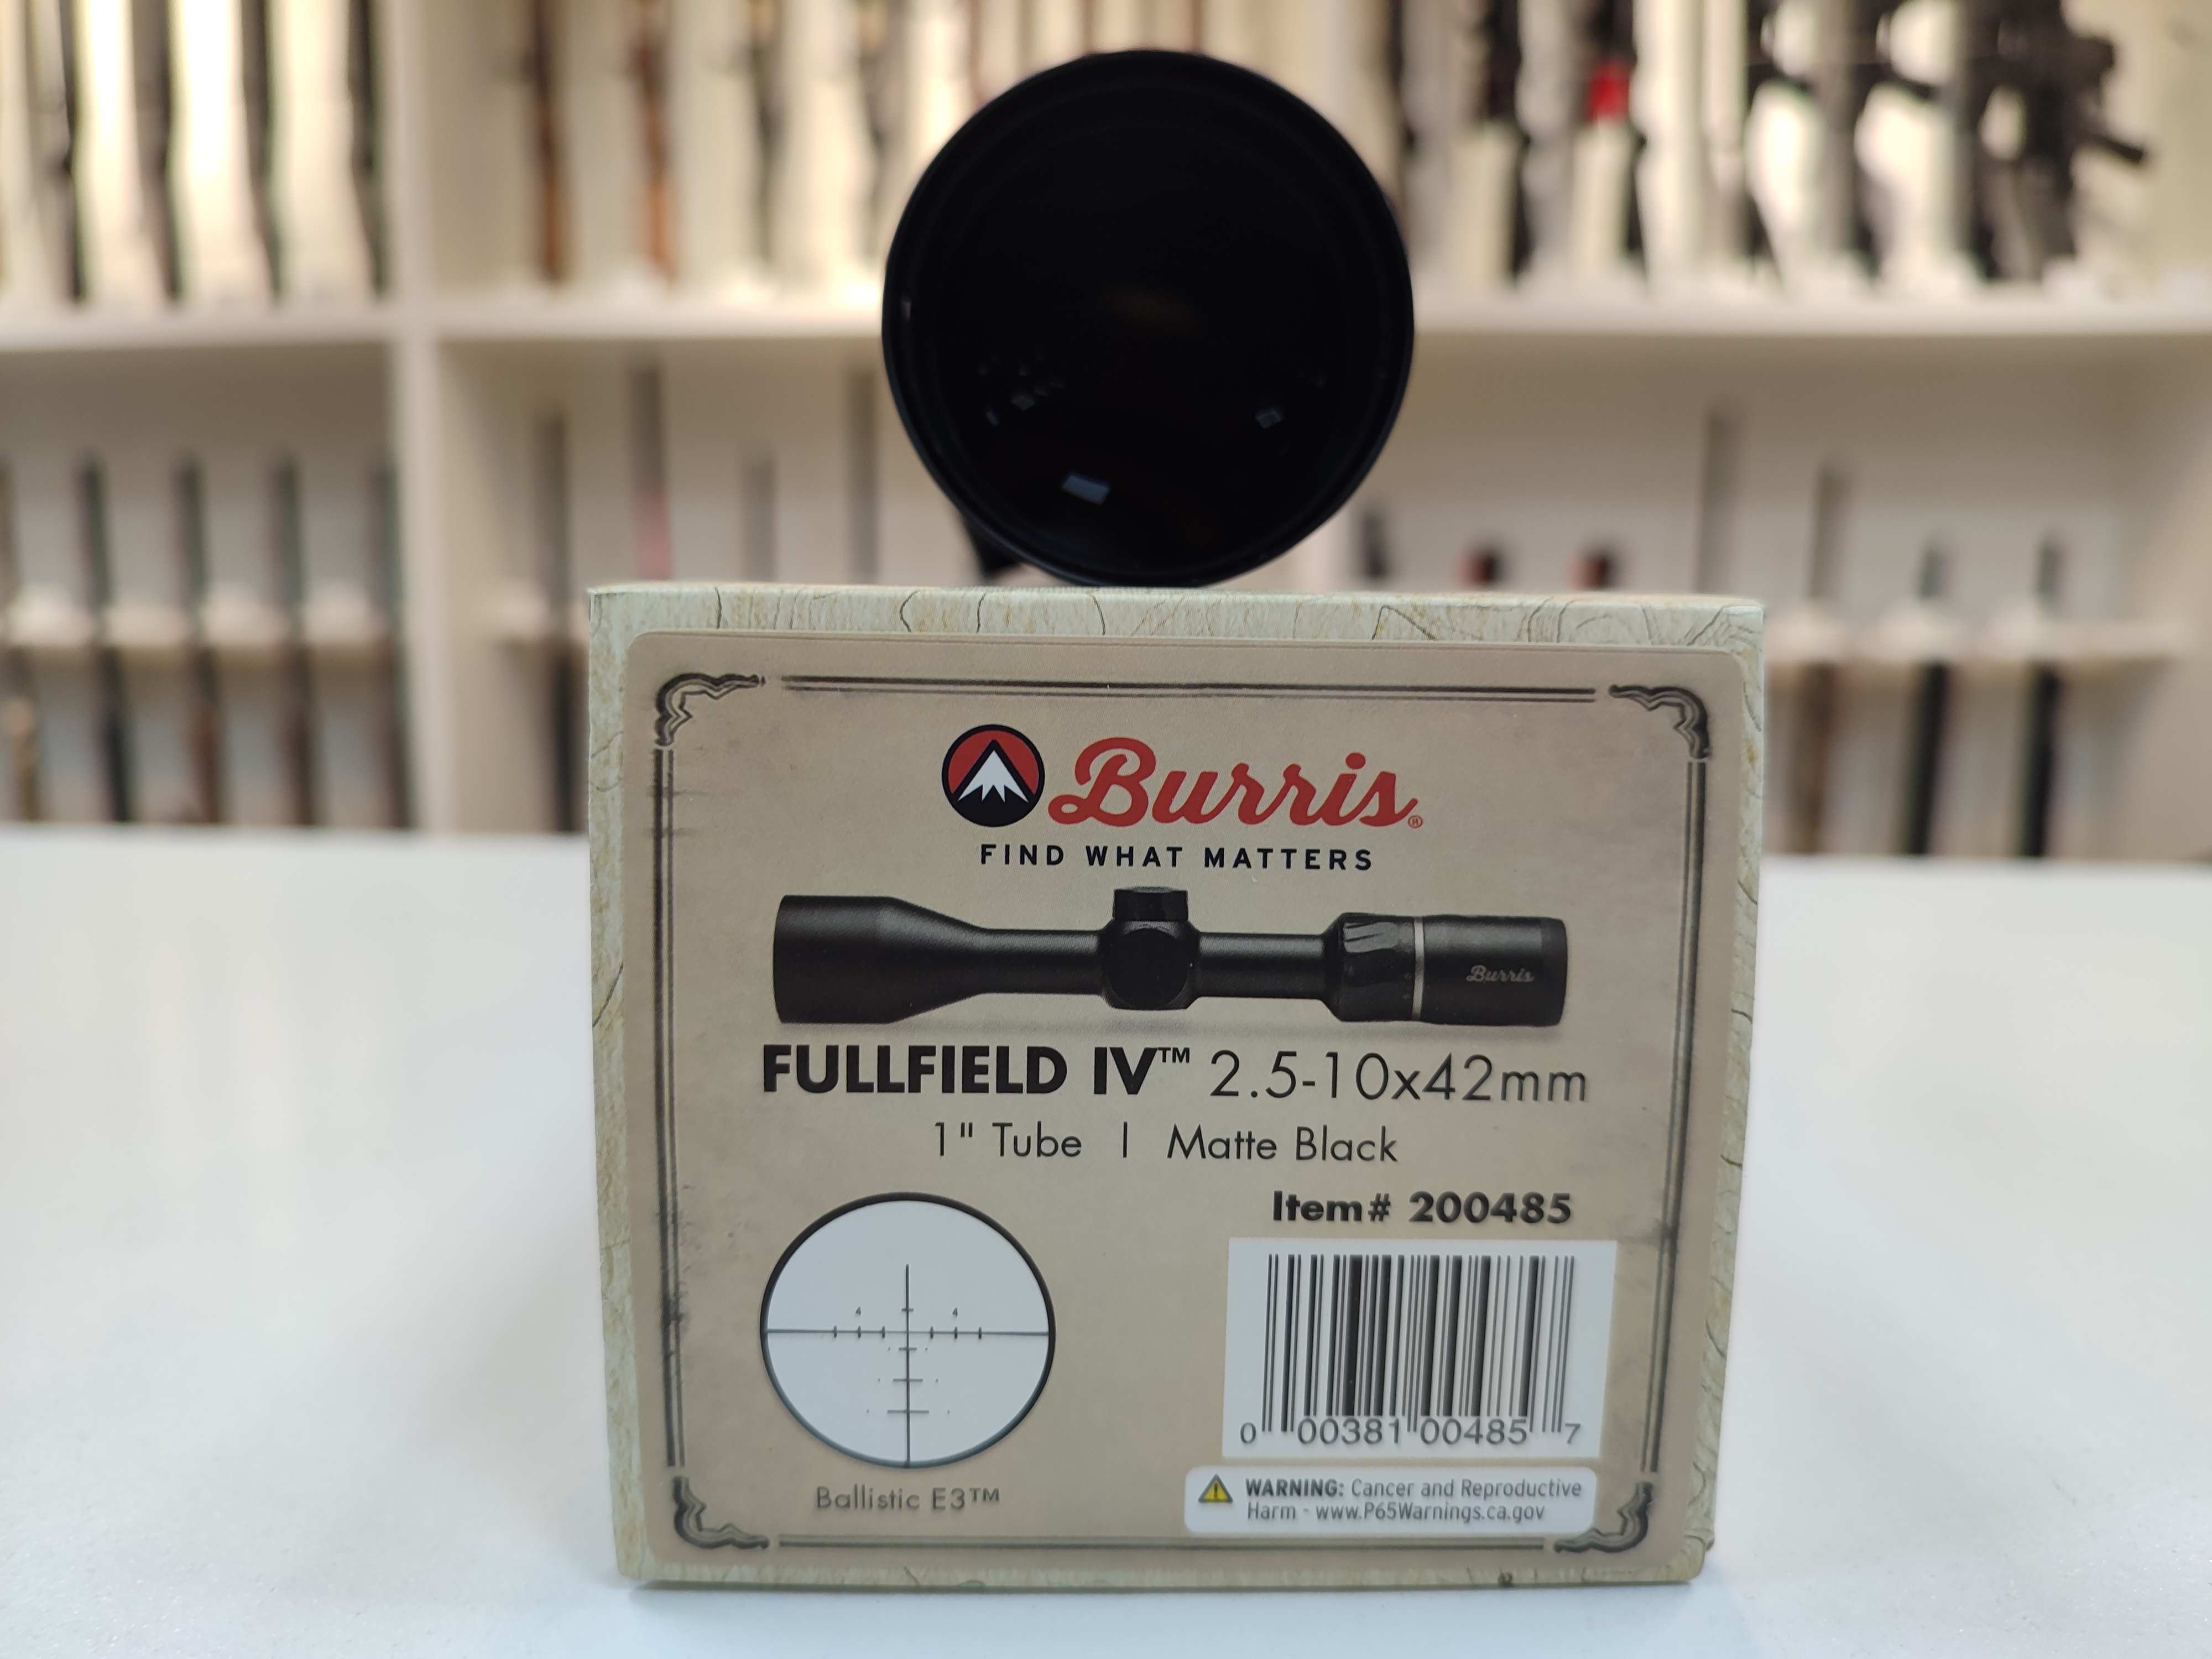 Burris®
FIND WHAT MATTERS
Burris
FULLFIELD IV™ 2.5-10x42mm
1" Tube | Matte Black
Item# 200485
4 4
0 00381 00485 7
Ballistic E3™
WARNING: Cancer and Reproductive
Harm - www.P65Warnings.ca.gov